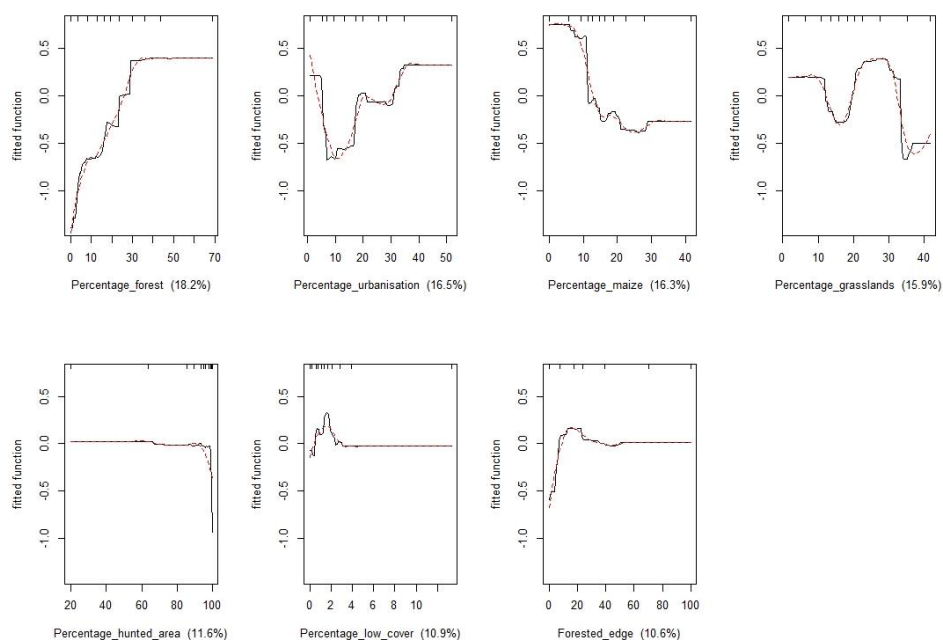 0.5
0.0
-0.5
-1.0
fitted function
0 10 30 50 70
Percentage_forest (18.2%)
0.5
0.0
-0.5
-1.0
fitted function
0 10 20 30 40 50
Percentage_urbanisation (16.5%)
0.5
0.0
-0.5
-1.0
fitted function
0 10 20 30 40
Percentage_maize (16.3%)
0.5
0.0
-0.5
-1.0
fitted function
0 10 20 30 40
Percentage_grasslands (15.9%)
0.5
0.0
-0.5
-1.0
fitted function
20 40 60 80 100
Percentage_hunted_area (11.6%)
0.5
0.0
-0.5
-1.0
fitted function
0 2 4 6 8 10
Percentage_low_cover (10.9%)
0.5
0.0
-0.5
-1.0
fitted function
0 20 40 60 80 100
Forested_edge (10.6%)